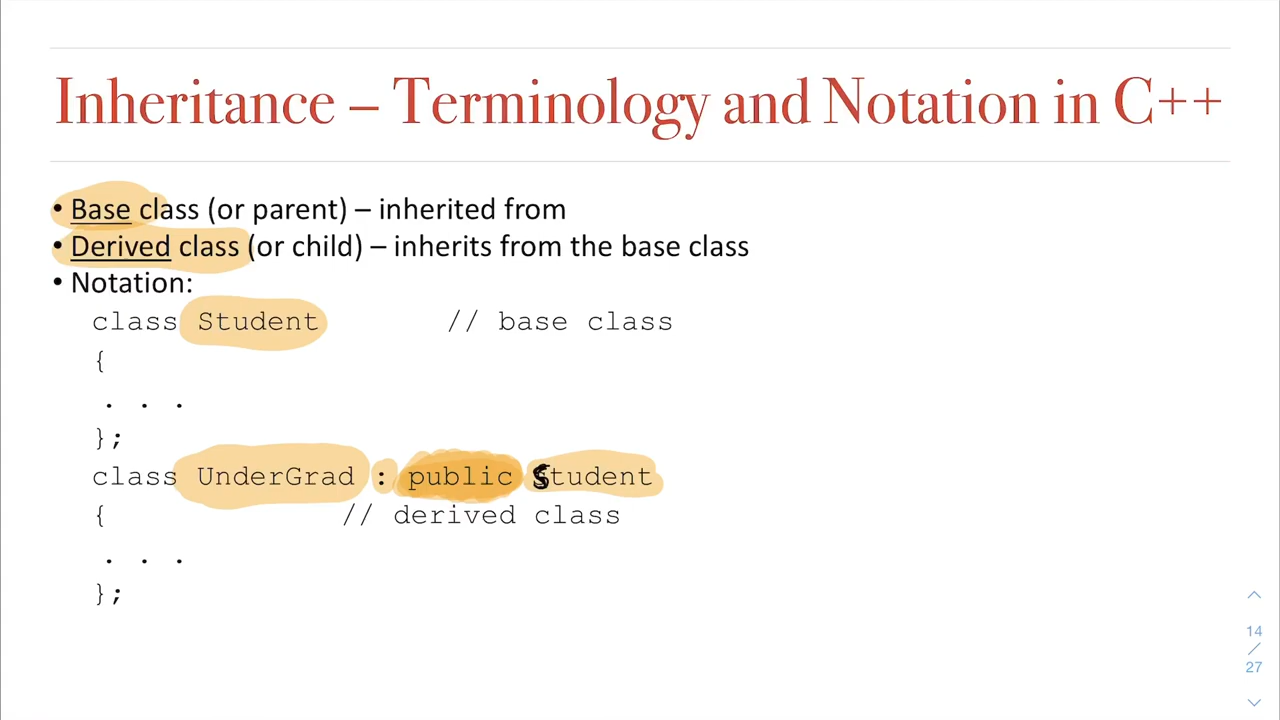 Inheritance – Terminology and Notation in C++
• Base class (or parent) – inherited from
• Derived class (or child) – inherits from the base class
• Notation:
class Student // base class
{
. . .
};
class UnderGrad : public Student
{ // derived class
. . .
};
14
/
27